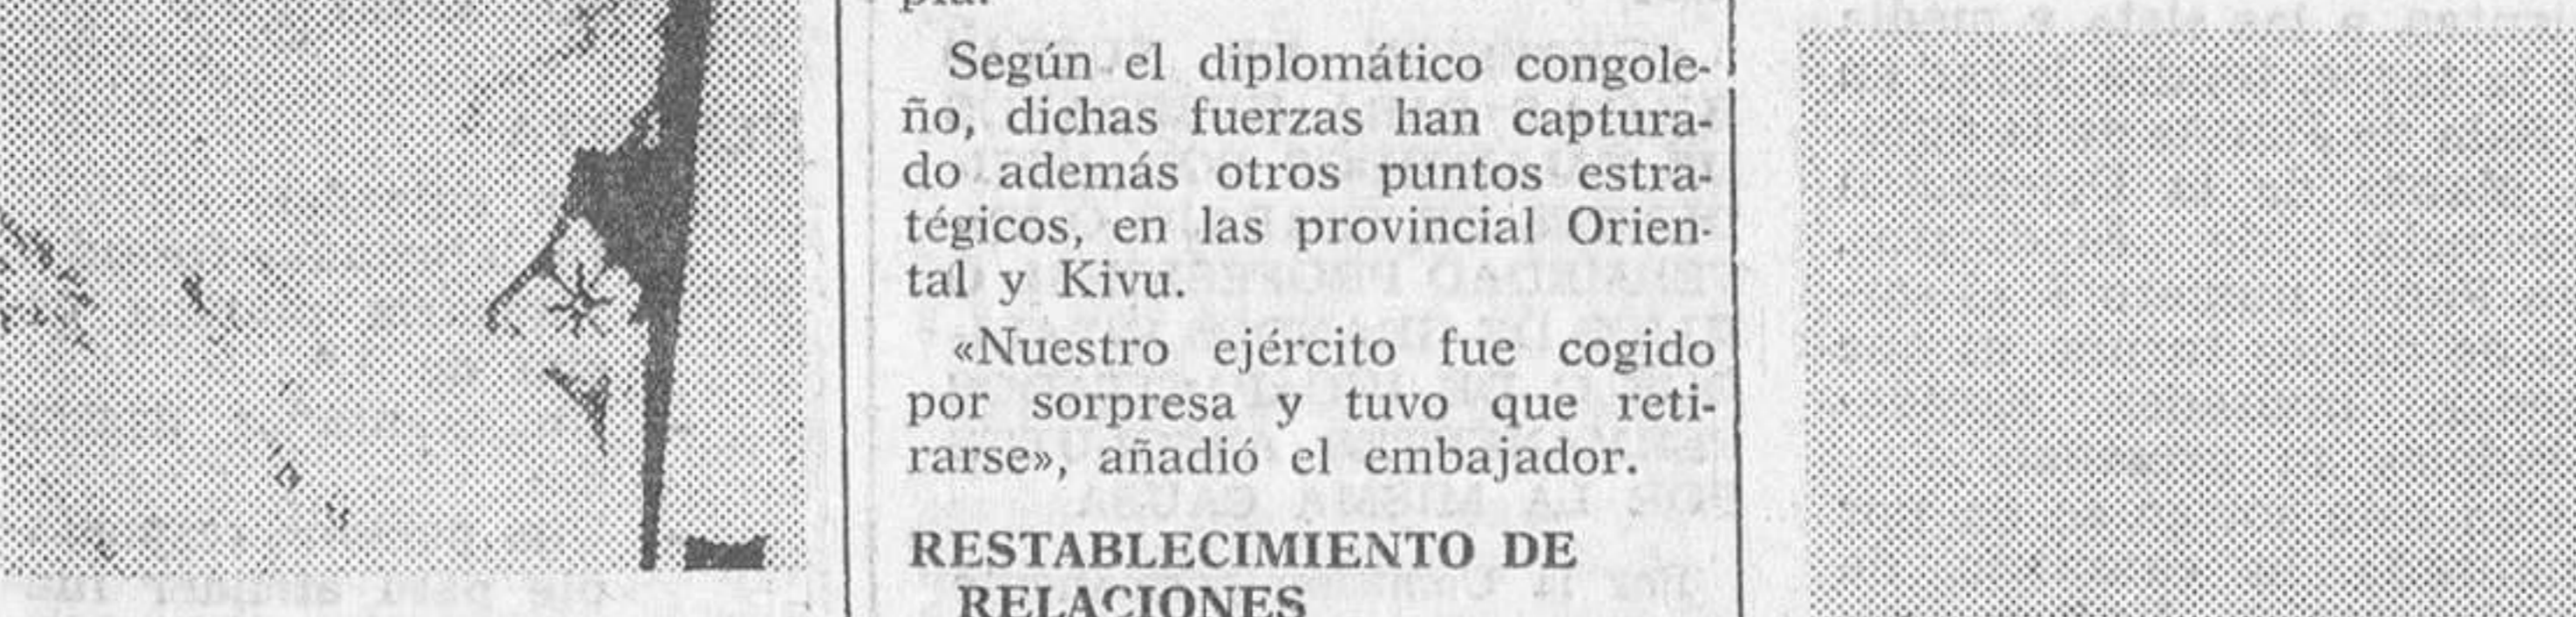 Según el diplomático congole-
ño, dichas fuerzas han captura-
do además otros puntos estra-
tégicos, en las provincial Orien-
tal y Kivu.
«Nuestro ejército fue cogido
por sorpresa y tuvo que reti-
rarse», añadió el embajador.
RESTABLECIMIENTO DE
RELACIONES